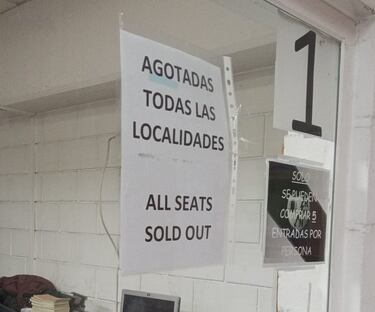 AGOTADAS
TODAS LAS
LOCALIDADES
ALL SEATS
SOLD OUT
1
SOLO
SE PUEDEN
COMPRAR 5
ENTRADAS POR
PERSONA